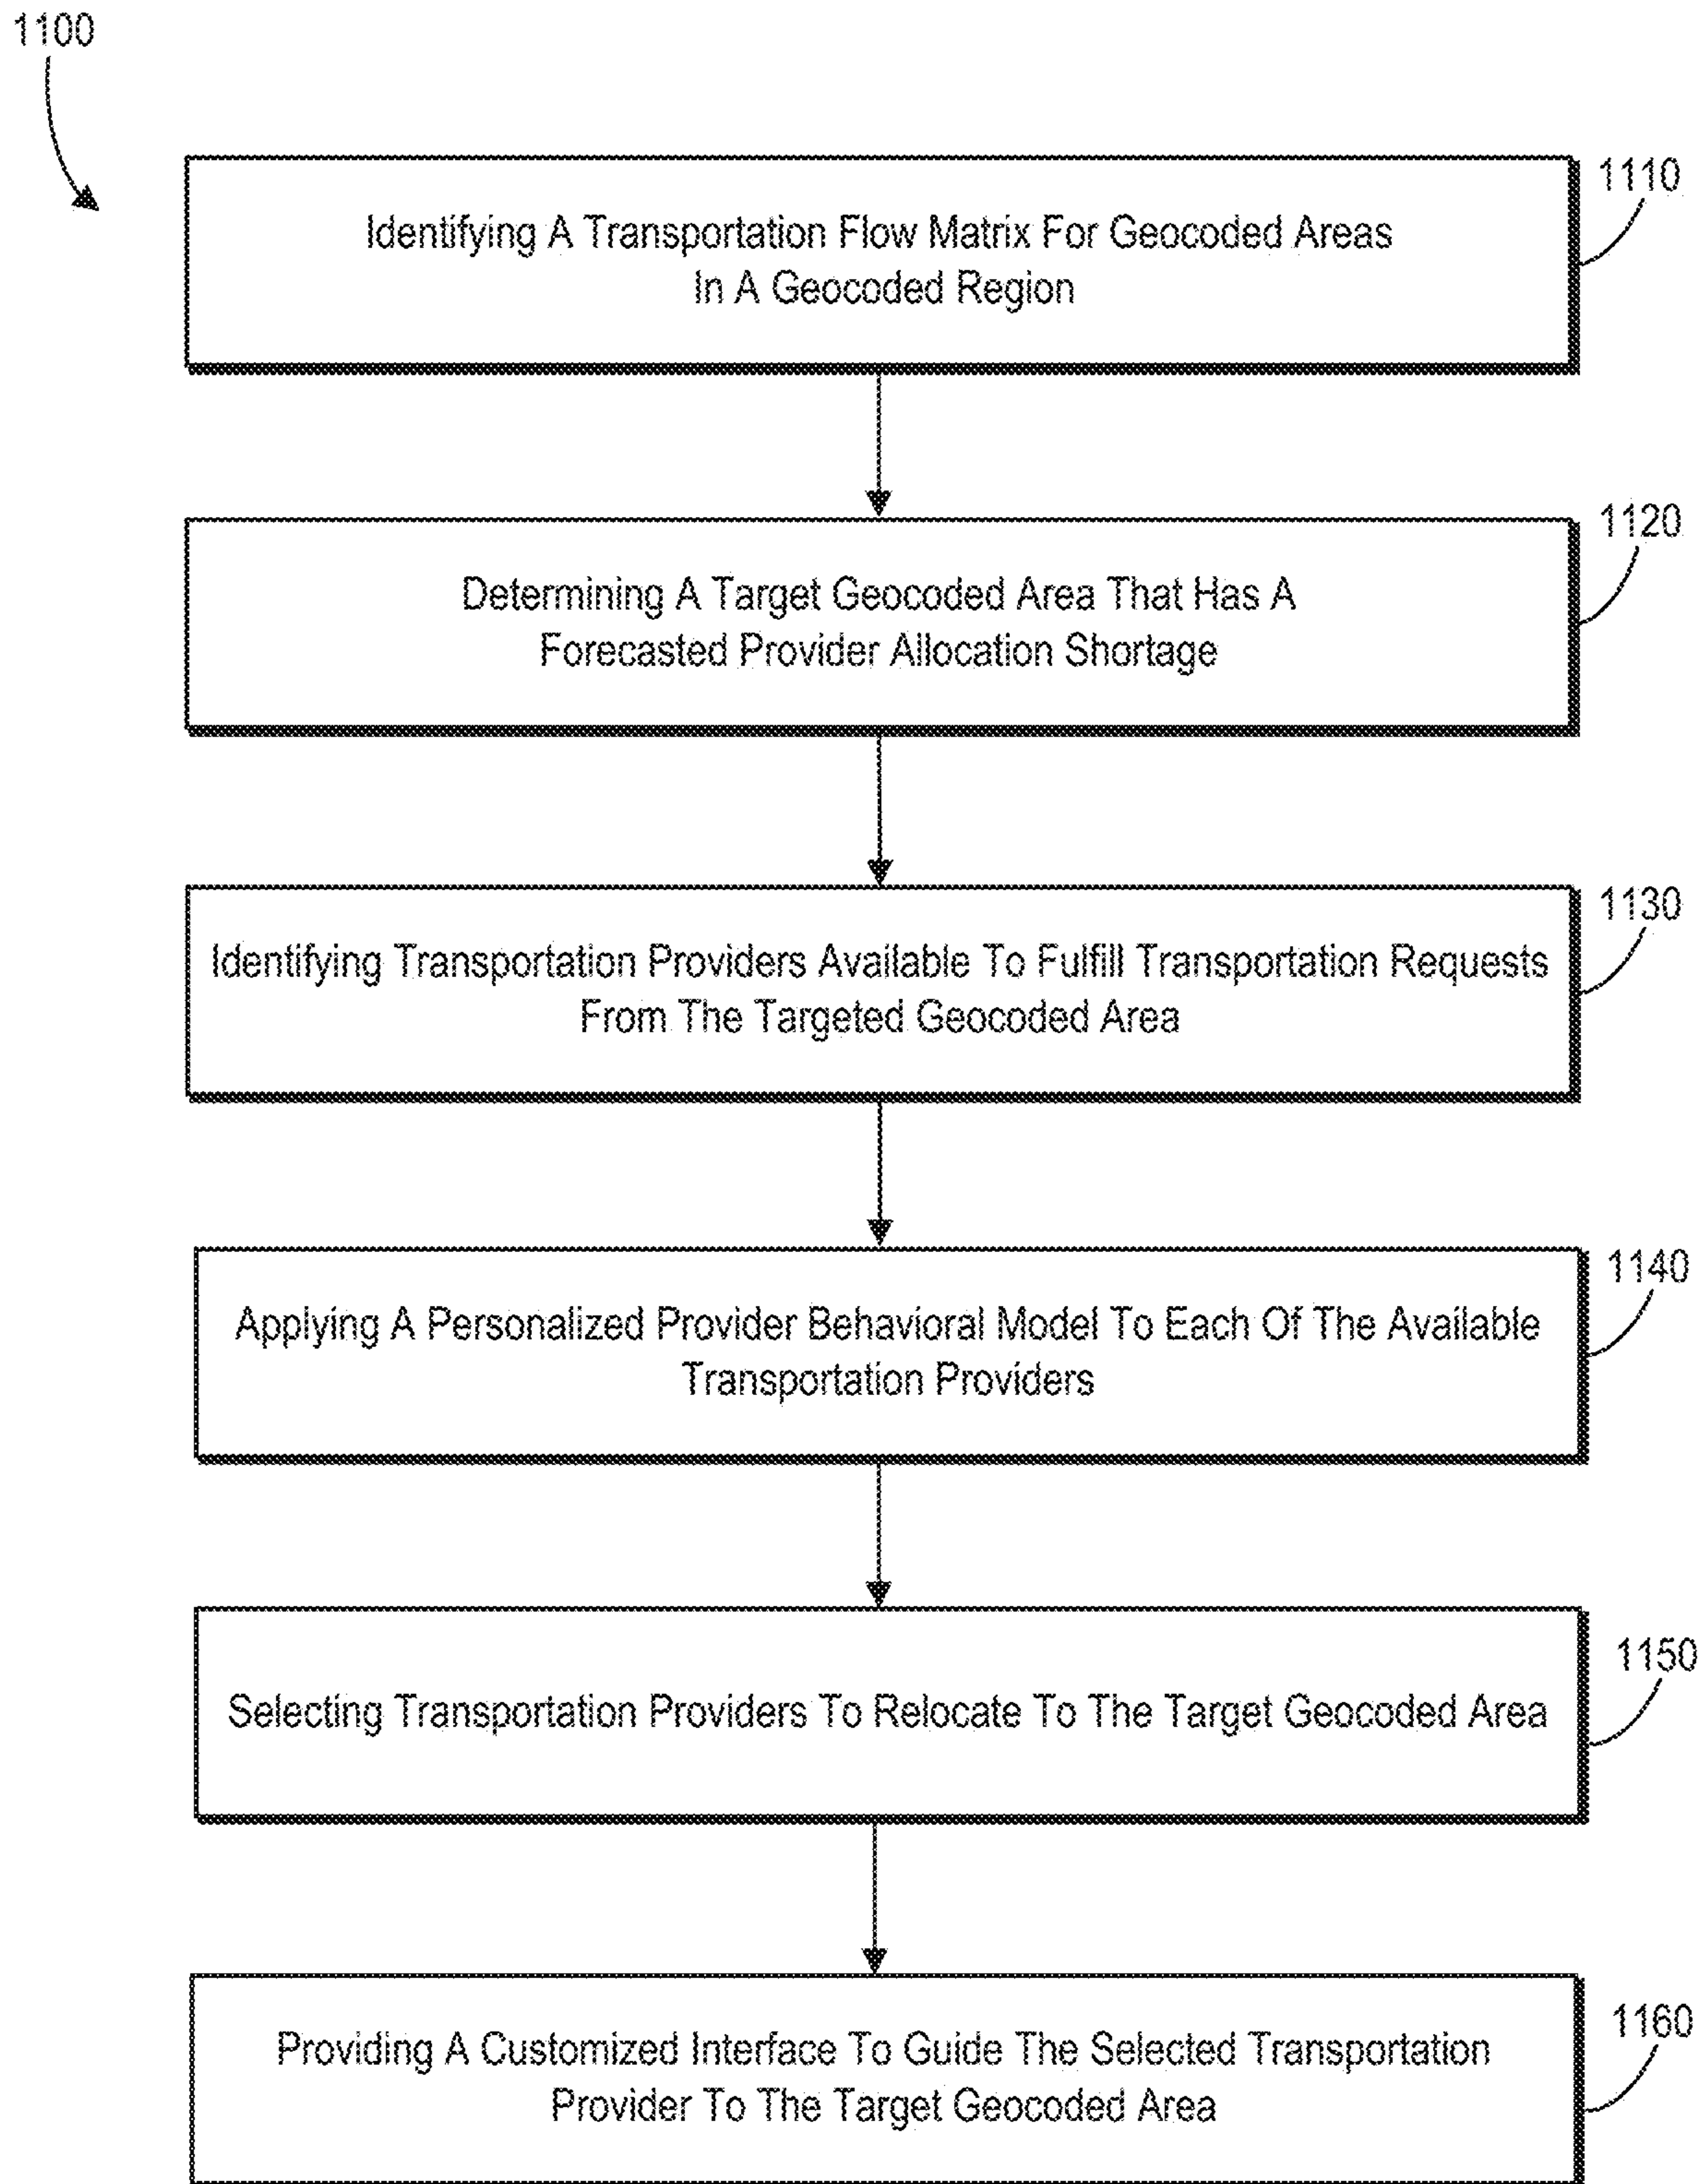 1100
1110
Identifying A Transportation Flow Matrix For Geocoded Areas
In A Geocoded Region
1120
Determining A Target Geocoded Area That Has A
Forecasted Provider Allocation Shortage
1130
Identifying Transportation Providers Available To Fulfill Transportation Requests
From The Targeted Geocoded Area
1140
Applying A Personalized Provider Behavioral Model To Each Of The Available
Transportation Providers
1150
Selecting Transportation Providers To Relocate To The Target Geocoded Area
1160
Providing A Customized Interface To Guide The Selected Transportation
Provider To The Target Geocoded Area